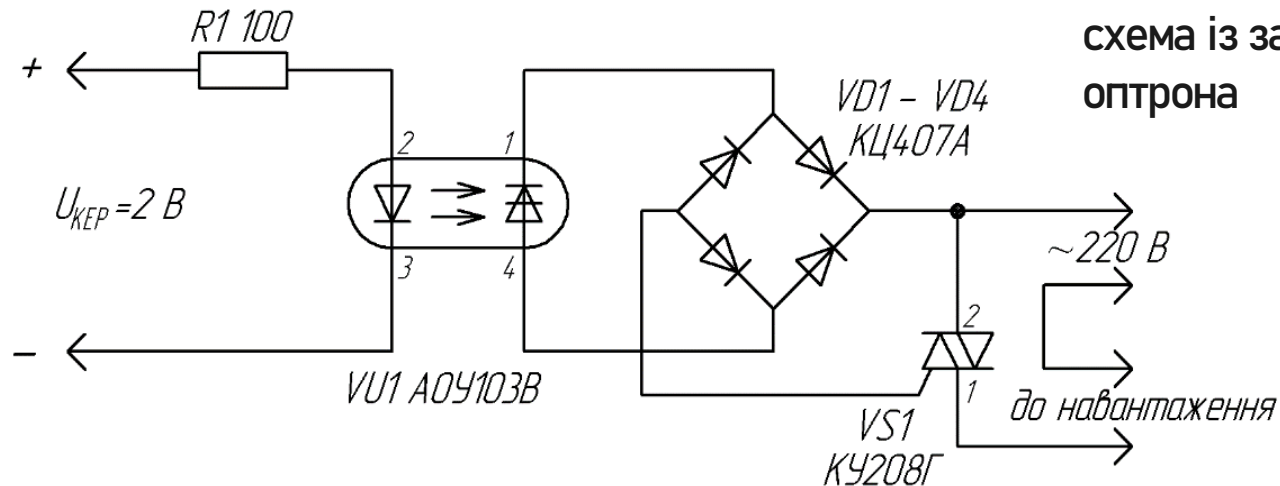 схема із за
оптрона
R1 100
+
VD1 - VD4
КЦ407А
2
1
U_КЕР =2 В
3
4
~220 В
2
–
VU1 АОУ103В
1
до навантаження
VS1
КУ208Г